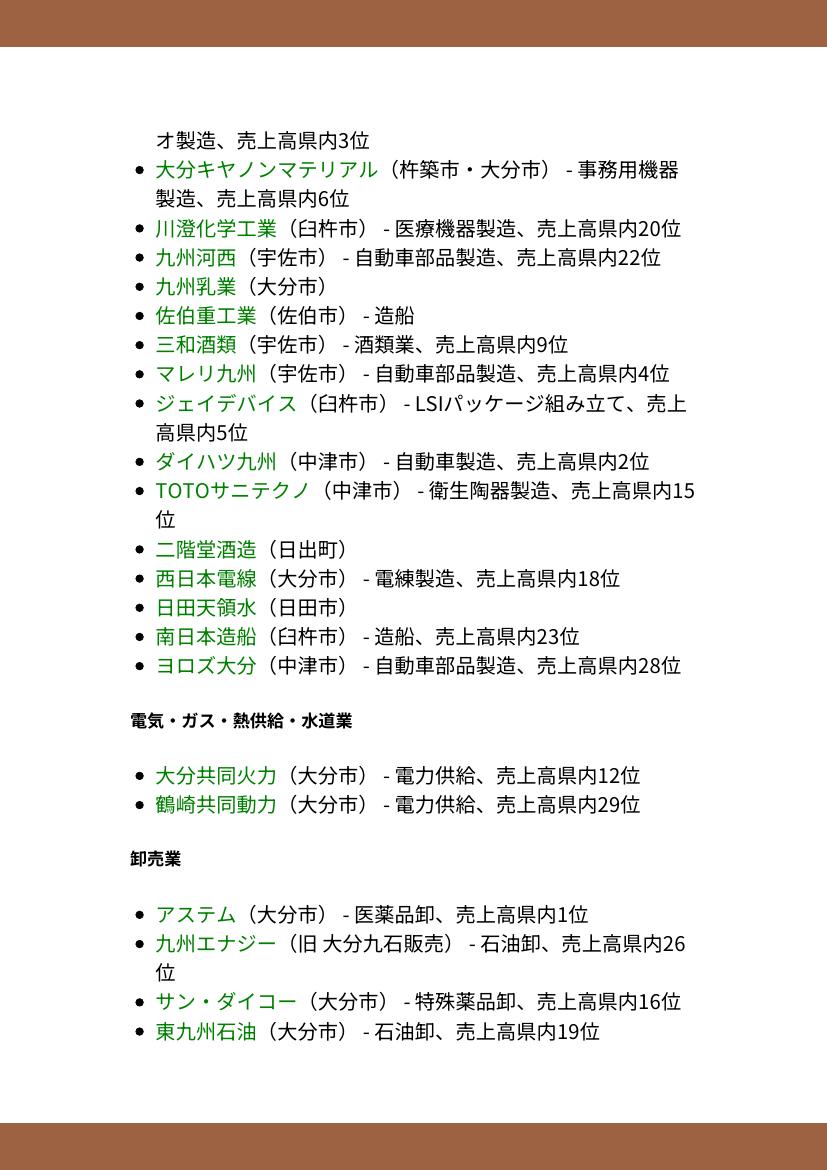 オ製造、売上高県内3位
• 大分キヤノンマテリアル（杵築市・大分市） - 事務用機器
製造、売上高県内6位
• 川澄化学工業（臼杵市） - 医療機器製造、売上高県内20位
• 九州河西（宇佐市） - 自動車部品製造、売上高県内22位
• 九州乳業（大分市）
• 佐伯重工業（佐伯市） - 造船
• 三和酒類（宇佐市） - 酒類業、売上高県内9位
• マレリ九州（宇佐市） - 自動車部品製造、売上高県内4位
• ジェイデバイス（臼杵市） - LSIパッケージ組み立て、売上
高県内5位
• ダイハツ九州（中津市） - 自動車製造、売上高県内2位
• TOTOサニテクノ（中津市） - 衛生陶器製造、売上高県内15
位
• 二階堂酒造（日出町）
• 西日本電線（大分市） - 電練製造、売上高県内18位
• 日田天領水（日田市）
• 南日本造船（臼杵市） - 造船、売上高県内23位
• ヨロズ大分（中津市） - 自動車部品製造、売上高県内28位
電気・ガス・熱供給・水道業
• 大分共同火力（大分市） - 電力供給、売上高県内12位
• 鶴崎共同動力（大分市） - 電力供給、売上高県内29位
卸売業
• アステム（大分市） - 医薬品卸、売上高県内1位
• 九州エナジー（旧 大分九石販売） - 石油卸、売上高県内26
位
• サン・ダイコー（大分市） - 特殊薬品卸、売上高県内16位
• 東九州石油（大分市） - 石油卸、売上高県内19位